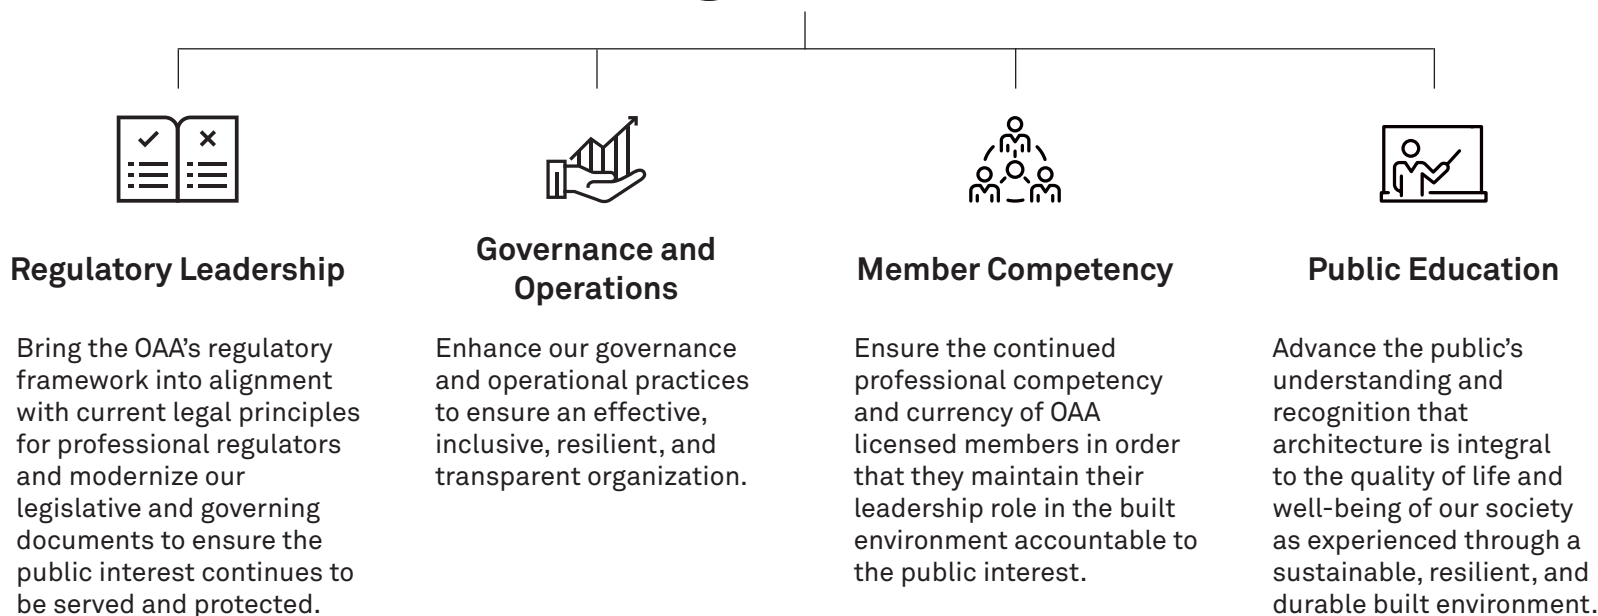 Regulatory Leadership
Bring the OAA's regulatory
framework into alignment
with current legal principles
for professional regulators
and modernize our
legislative and governing
documents to ensure the
public interest continues to
be served and protected.
Governance and
Operations
Enhance our governance
and operational practices
to ensure an effective,
inclusive, resilient, and
transparent organization.
Member Competency
Ensure the continued
professional competency
and currency of OAA
licensed members in order
that they maintain their
leadership role in the built
environment accountable to
the public interest.
Public Education
Advance the public's
understanding and
recognition that
architecture is integral
to the quality of life and
well-being of our society
as experienced through a
sustainable, resilient, and
durable built environment.